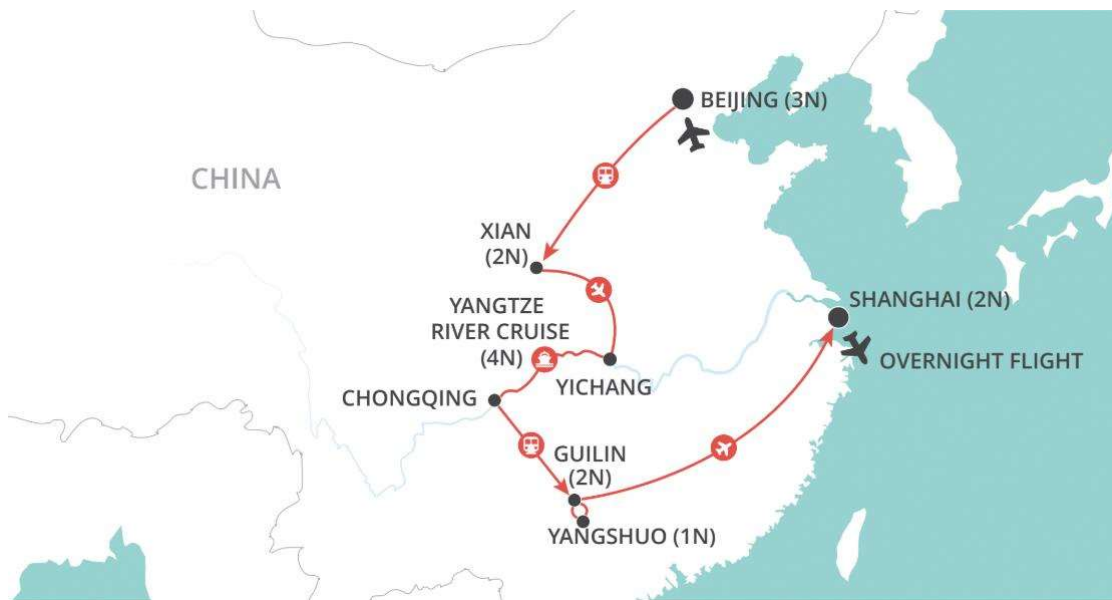 BEIJING (3N)
CHINA
XIAN
(2N)
YANGTZE
RIVER CRUISE
(4N)
SHANGHAI (2N)
OVERNIGHT FLIGHT
YICHANG
CHONGQING
GUILIN
(2N)
YANGSHUO (1N)